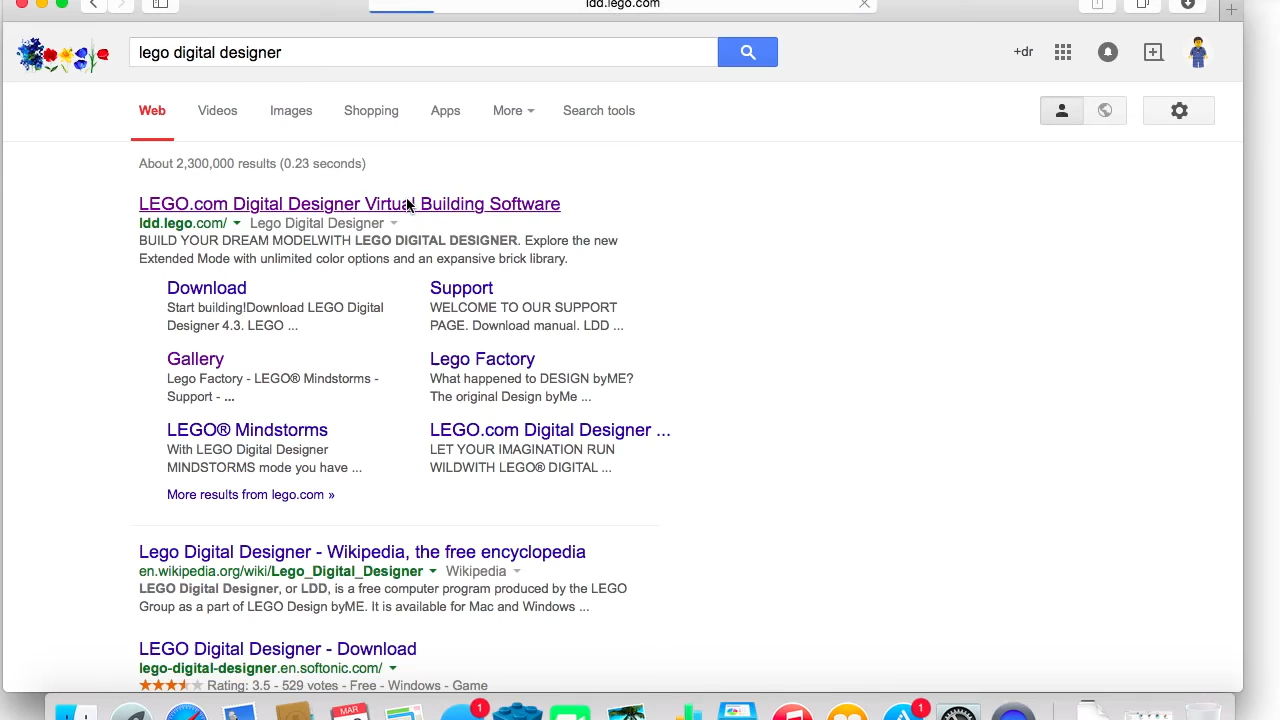 ldd.lego.com
lego digital designer
+dr
Web Videos Images Shopping Apps More Search tools
About 2,300,000 results (0.23 seconds)
LEGO.com Digital Designer Virtual Building Software
ldd.lego.com/ Lego Digital Designer
BUILD YOUR DREAM MODELWITH LEGO DIGITAL DESIGNER. Explore the new
Extended Mode with unlimited color options and an expansive brick library.
Download
Start building!Download LEGO Digital
Designer 4.3. LEGO ...
Support
WELCOME TO OUR SUPPORT
PAGE. Download manual. LDD ...
Gallery
Lego Factory - LEGO® Mindstorms -
Support - ...
Lego Factory
What happened to DESIGN byME?
The original Design byMe ...
LEGO® Mindstorms
With LEGO Digital Designer
MINDSTORMS mode you have ...
LEGO.com Digital Designer ...
LET YOUR IMAGINATION RUN
WILDWITH LEGO® DIGITAL ...
More results from lego.com »
Lego Digital Designer - Wikipedia, the free encyclopedia
en.wikipedia.org/wiki/Lego_Digital_Designer Wikipedia
LEGO Digital Designer, or LDD, is a free computer program produced by the LEGO
Group as a part of LEGO Design byME. It is available for Mac and Windows ...
LEGO Digital Designer - Download
lego-digital-designer.en.softonic.com/
Rating: 3.5 - 529 votes - Free - Windows - Game
MAR
1
1